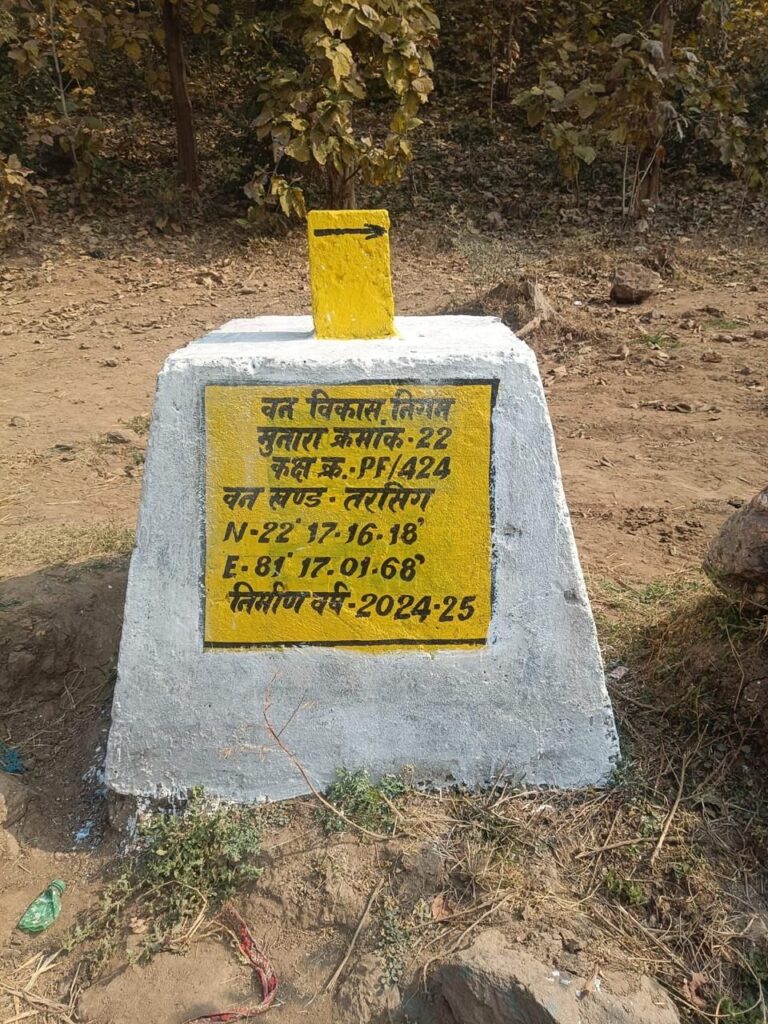 वन विकास निगम
मुनारा क्रमांक-22
कक्ष क्र.-PF/424
वन खण्ड - तरसिंग
N-22° 17-16-18'
E-81° 17.01.68'
निर्माण वर्ष-2024-25